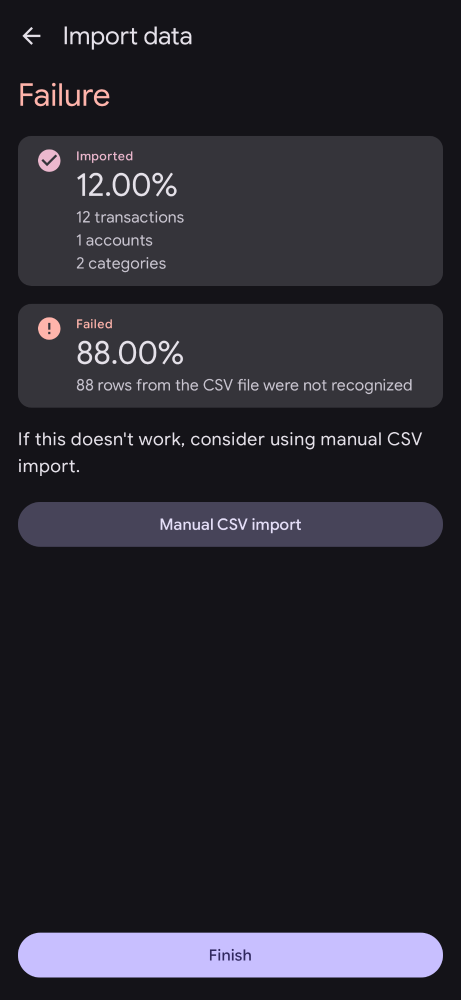 Import data
Failure
Imported
12.00%
12 transactions
1 accounts
2 categories
Failed
88.00%
88 rows from the CSV file were not recognized
If this doesn't work, consider using manual CSV
import.
Manual CSV import
Finish